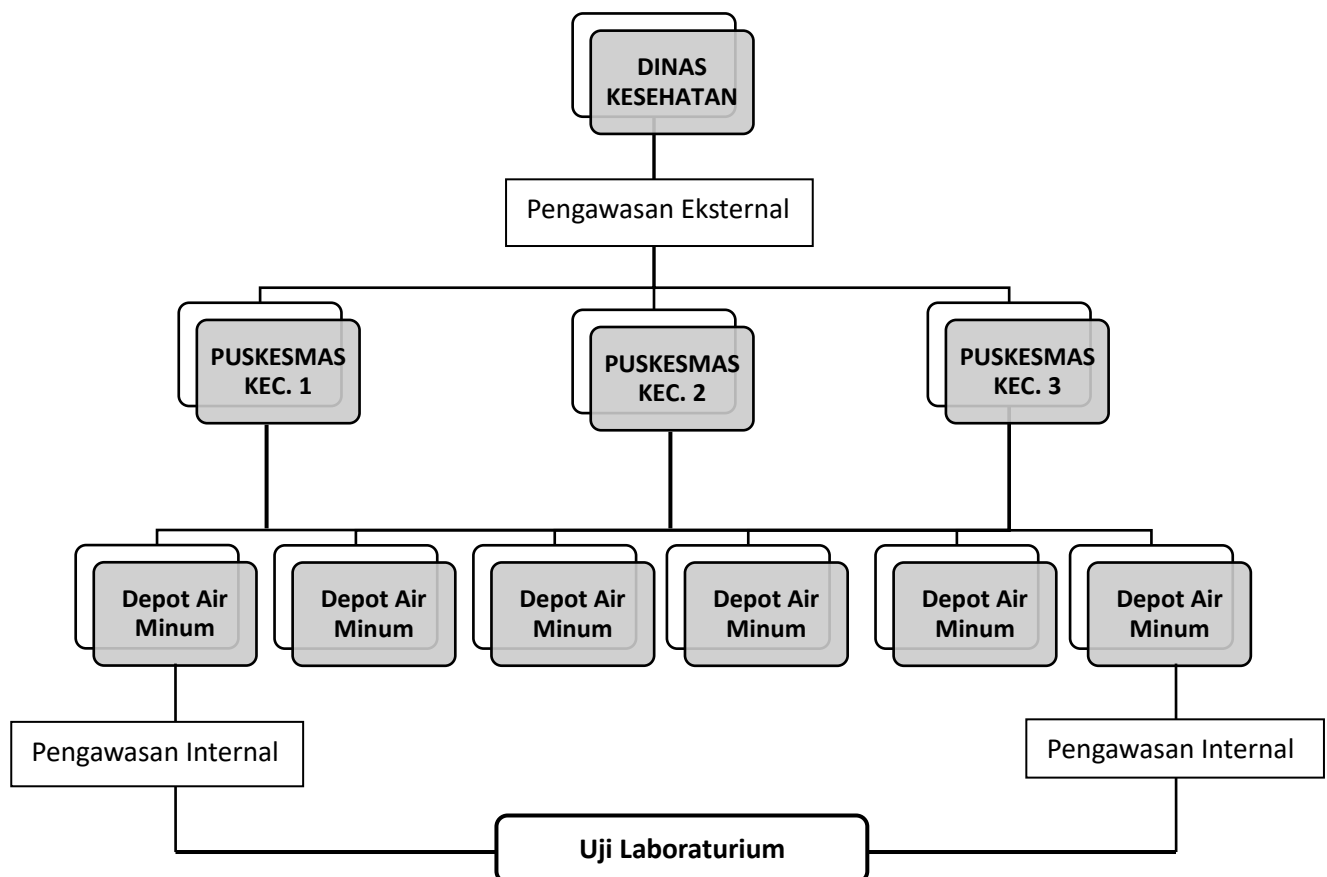 DINAS
KESEHATAN
Pengawasan Eksternal
PUSKESMAS
KEC. 1
PUSKESMAS
KEC. 2
PUSKESMAS
KEC. 3
Depot Air
Minum
Depot Air
Minum
Depot Air
Minum
Depot Air
Minum
Depot Air
Minum
Depot Air
Minum
Pengawasan Internal
Pengawasan Internal
Uji Laboraturium